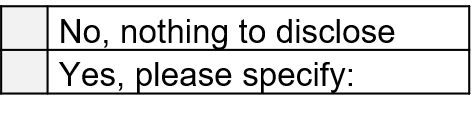 No, nothing to disclose
Yes, please specify: